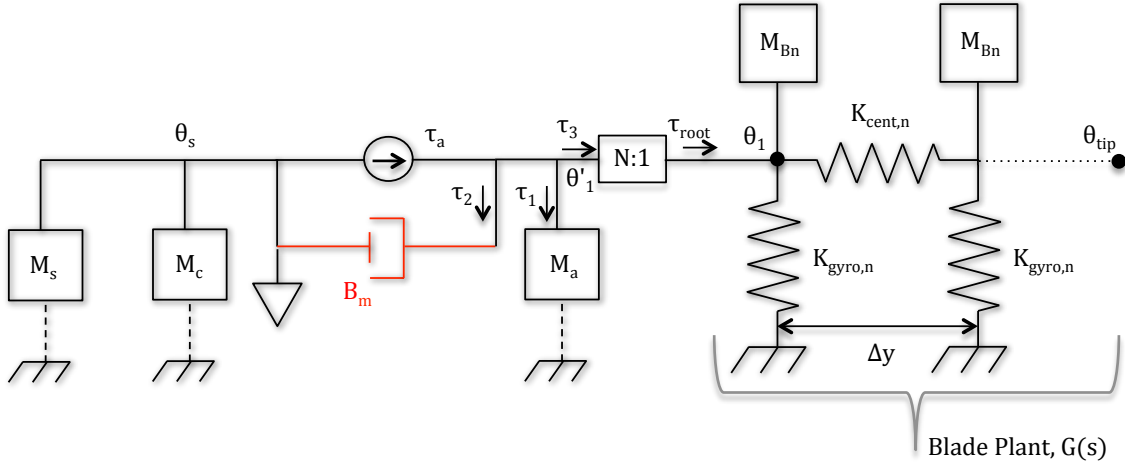 M_Bn
M_Bn
K_cent,n
θ_s
τ_a
τ_3
N:1
τ_root
θ_1
θ_tip
θ'_1
τ_2
τ_1
M_s
M_c
B_m
M_a
K_gyro,n
K_gyro,n
Δy
Blade Plant, G(s)